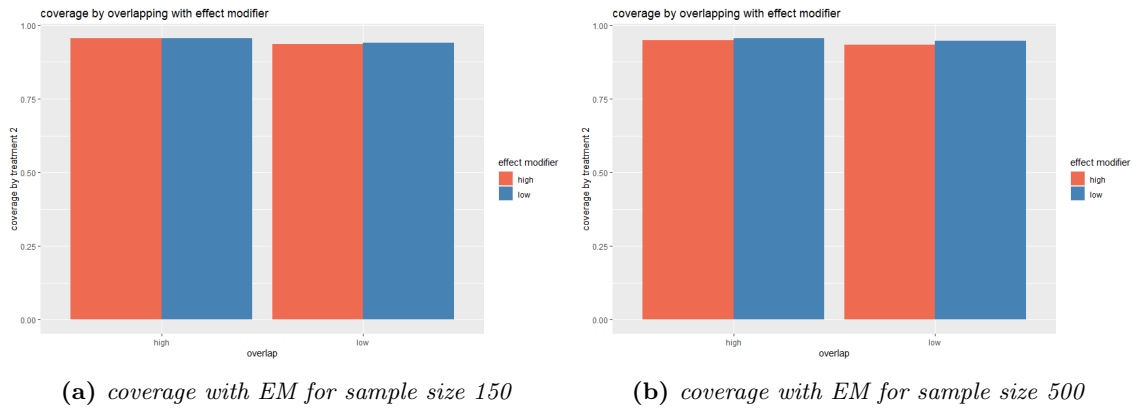 coverage by overlapping with effect modifier
1.00
0.75
0.50
0.25
0.00
coverage by treatment 2
high
low
overlap
effect modifier
high
low
(a) coverage with EM for sample size 150
coverage by overlapping with effect modifier
1.00
0.75
0.50
0.25
0.00
coverage by treatment 2
high
low
overlap
effect modifier
high
low
(b) coverage with EM for sample size 500